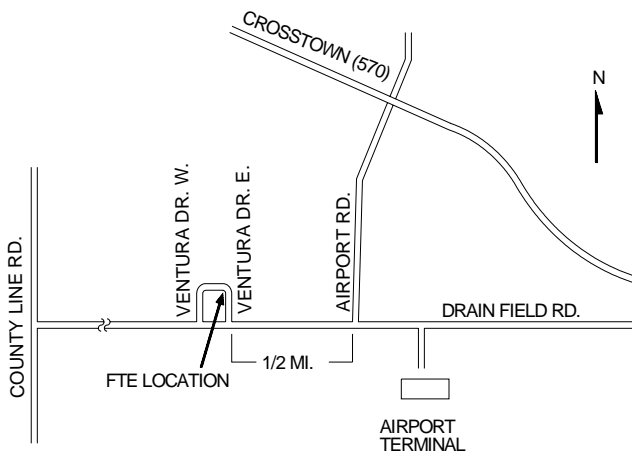 CROSSTOWN (570)
N
COUNTY LINE RD.
VENTURA DR. W.
VENTURA DR. E.
AIRPORT RD.
DRAIN FIELD RD.
1/2 MI.
FTE LOCATION
AIRPORT
TERMINAL